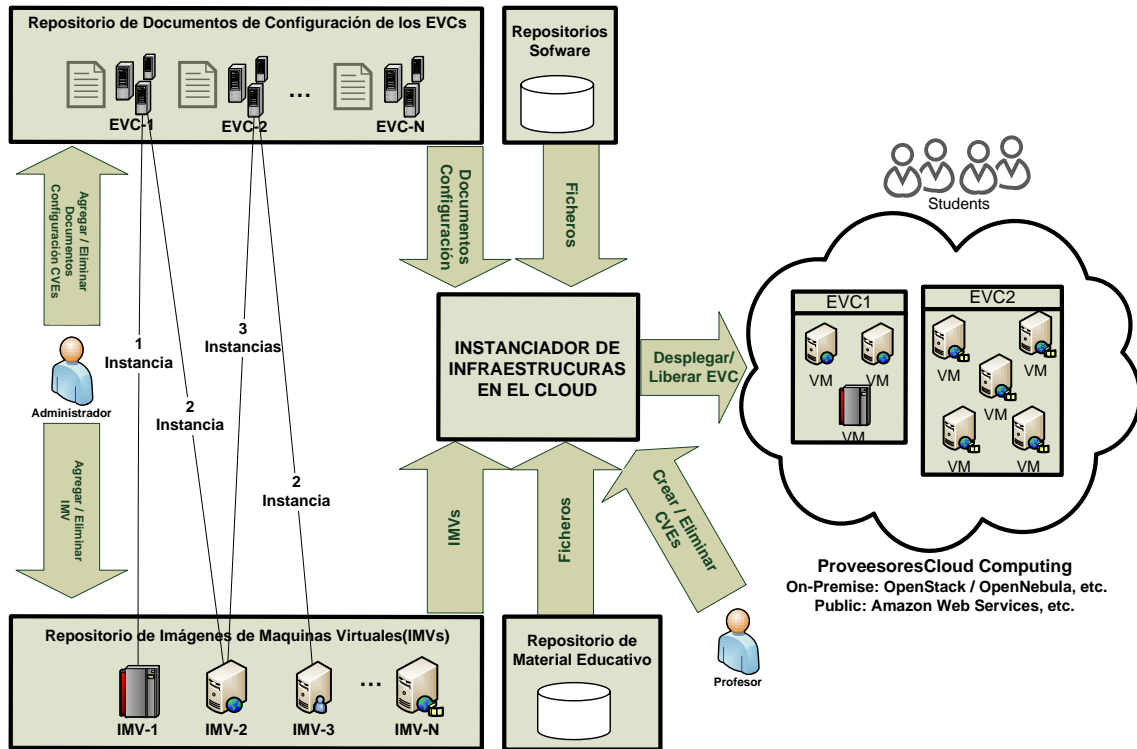 Repositorio de Documentos de Configuración de los EVCs
EVC-1
EVC-2
...
EVC-N
Repositorios
Sofware
Agregar / Eliminar
Documentos
Configuración CVEs
Documentos
Configuración
Ficheros
Students
1
Instancia
3
Instancias
2
Instancia
2
Instancia
Administrador
INSTANCIADOR DE
INFRAESTRUCURAS
EN EL CLOUD
Desplegar/
Liberar EVC
EVC1
VM
VM
VM
EVC2
VM
VM
VM
VM
VM
Agregar / Eliminar
IMV
IMVs
Ficheros
Crear / Eliminar
CVEs
ProveesoresCloud Computing
On-Premise: OpenStack / OpenNebula, etc.
Public: Amazon Web Services, etc.
Profesor
Repositorio de Imágenes de Maquinas Virtuales(IMVs)
IMV-1
IMV-2
IMV-3
...
IMV-N
Repositorio de
Material Educativo